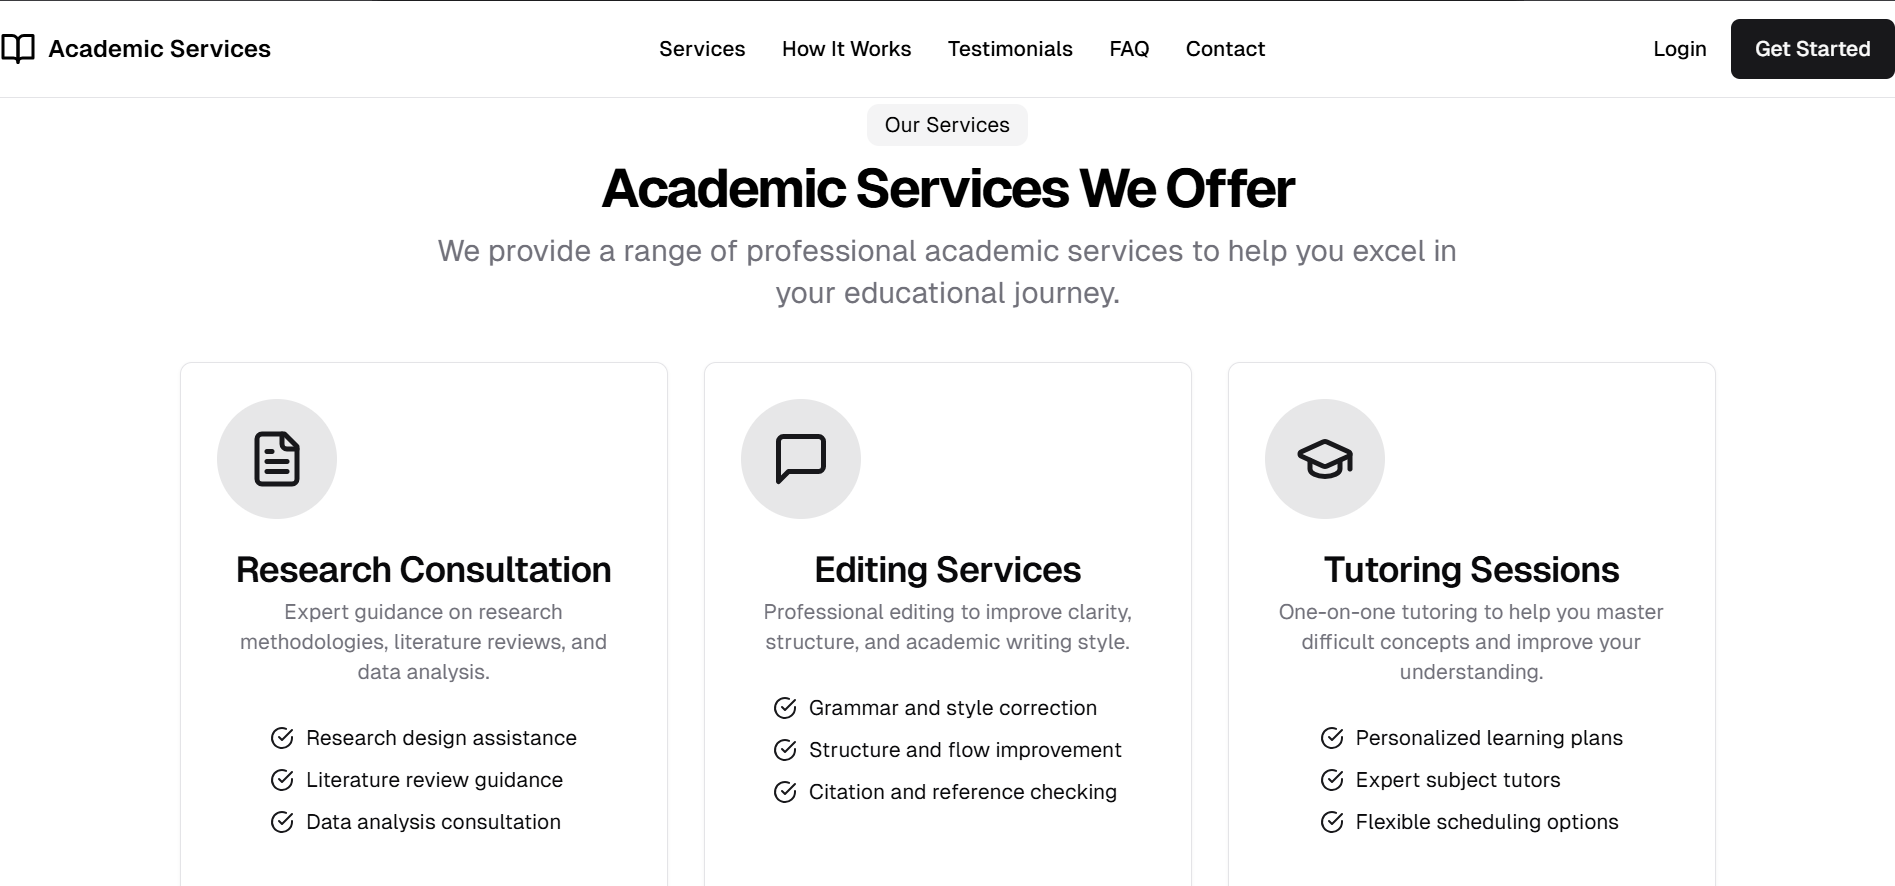 Academic Services
Services
How It Works
Testimonials
FAQ
Contact
Login
Get Started
Our Services
Academic Services We Offer
We provide a range of professional academic services to help you excel in
your educational journey.
Research Consultation
Expert guidance on research
methodologies, literature reviews, and
data analysis.
Research design assistance
Literature review guidance
Data analysis consultation
Editing Services
Professional editing to improve clarity,
structure, and academic writing style.
Grammar and style correction
Structure and flow improvement
Citation and reference checking
Tutoring Sessions
One-on-one tutoring to help you master
difficult concepts and improve your
understanding.
Personalized learning plans
Expert subject tutors
Flexible scheduling options